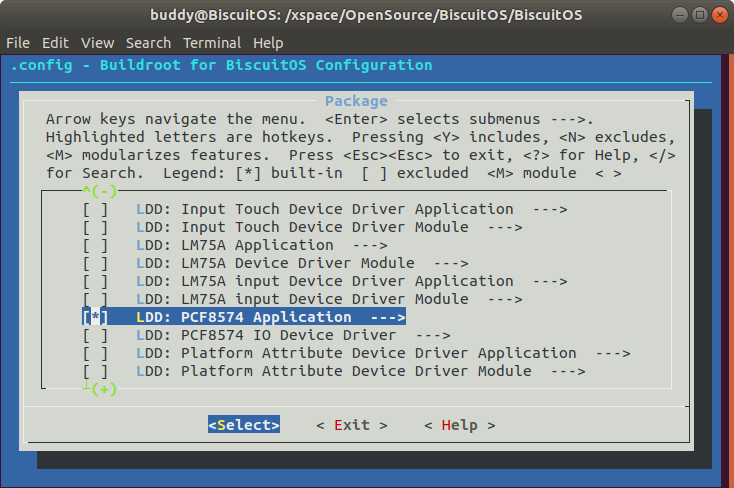 buddy@BiscuitOS: /xspace/OpenSource/BiscuitOS/BiscuitOS
File Edit View Search Terminal Help
.config - Buildroot for BiscuitOS Configuration
Package
Arrow keys navigate the menu.  <Enter> selects submenus --->.
Highlighted letters are hotkeys.  Pressing <Y> includes, <N> excludes,
<M> modularizes features.  Press <Esc><Esc> to exit, <?> for Help, </>
for Search.  Legend: [*] built-in  [ ] excluded  <M> module  < >
^(-)
[ ]   LDD: Input Touch Device Driver Application  --->
[ ]   LDD: Input Touch Device Driver Module  --->
[ ]   LDD: LM75A Application  --->
[ ]   LDD: LM75A Device Driver Module  --->
[ ]   LDD: LM75A input Device Driver Application  --->
[ ]   LDD: LM75A input Device Driver Module  --->
[*]   LDD: PCF8574 Application  --->
[ ]   LDD: PCF8574 IO Device Driver  --->
[ ]   LDD: Platform Attribute Device Driver Application  --->
[ ]   LDD: Platform Attribute Device Driver Module  --->
┴(+)
<Select>    < Exit >    < Help >